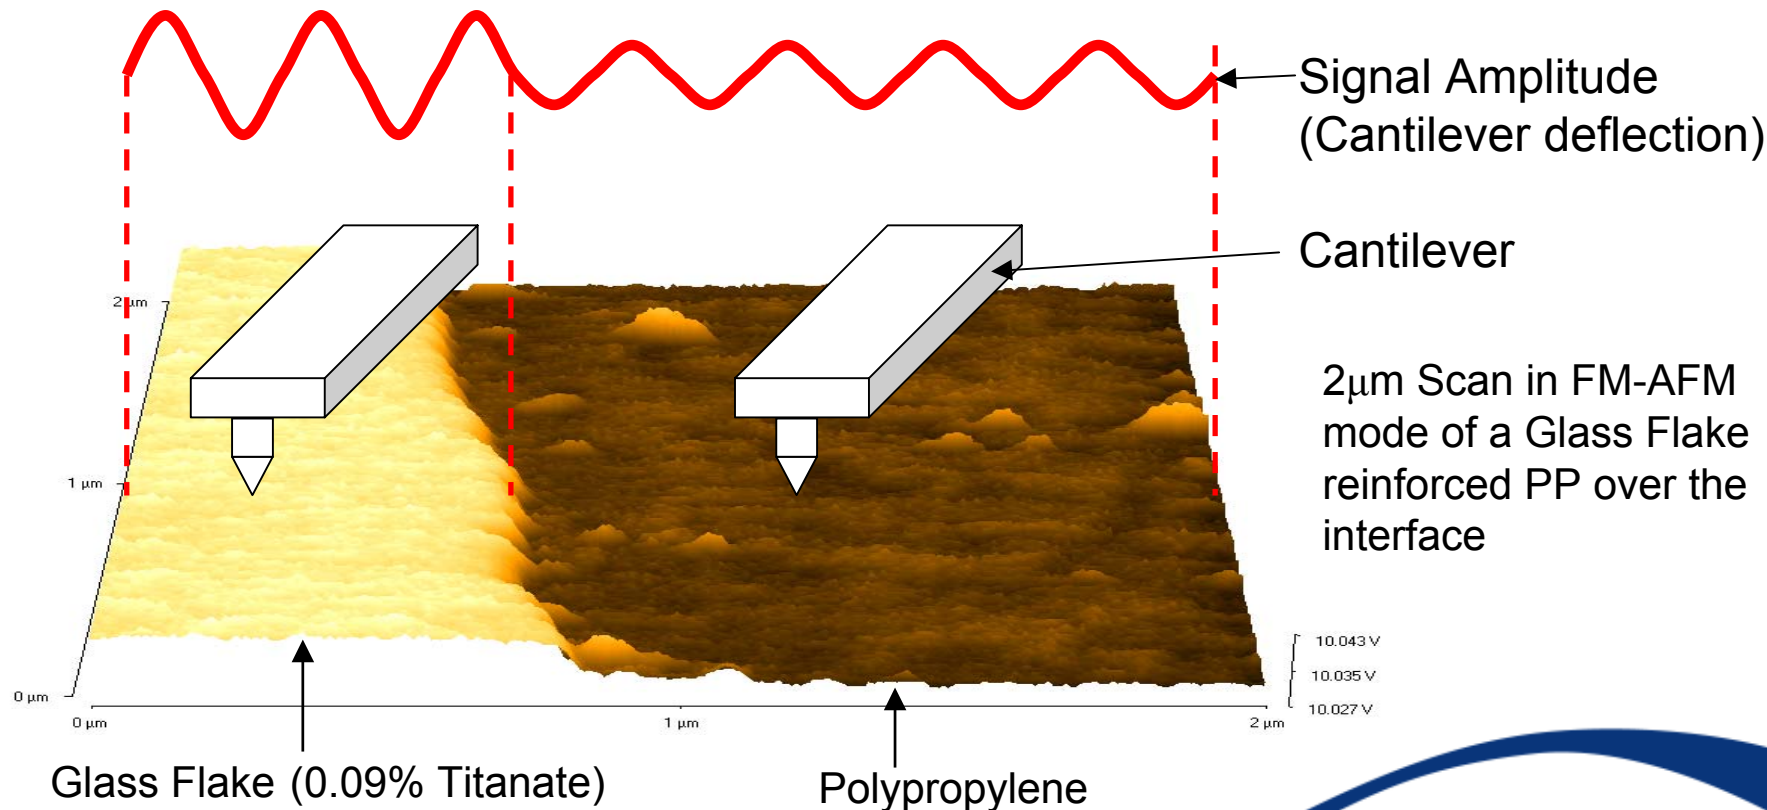 Signal Amplitude
(Cantilever deflection)
Cantilever
2 µm
2μm Scan in FM-AFM
mode of a Glass Flake
reinforced PP over the
interface
1 µm
10.043 V
10.035 V
10.027 V
0 µm
0 µm
1 µm
2 µm
Glass Flake (0.09% Titanate)
Polypropylene